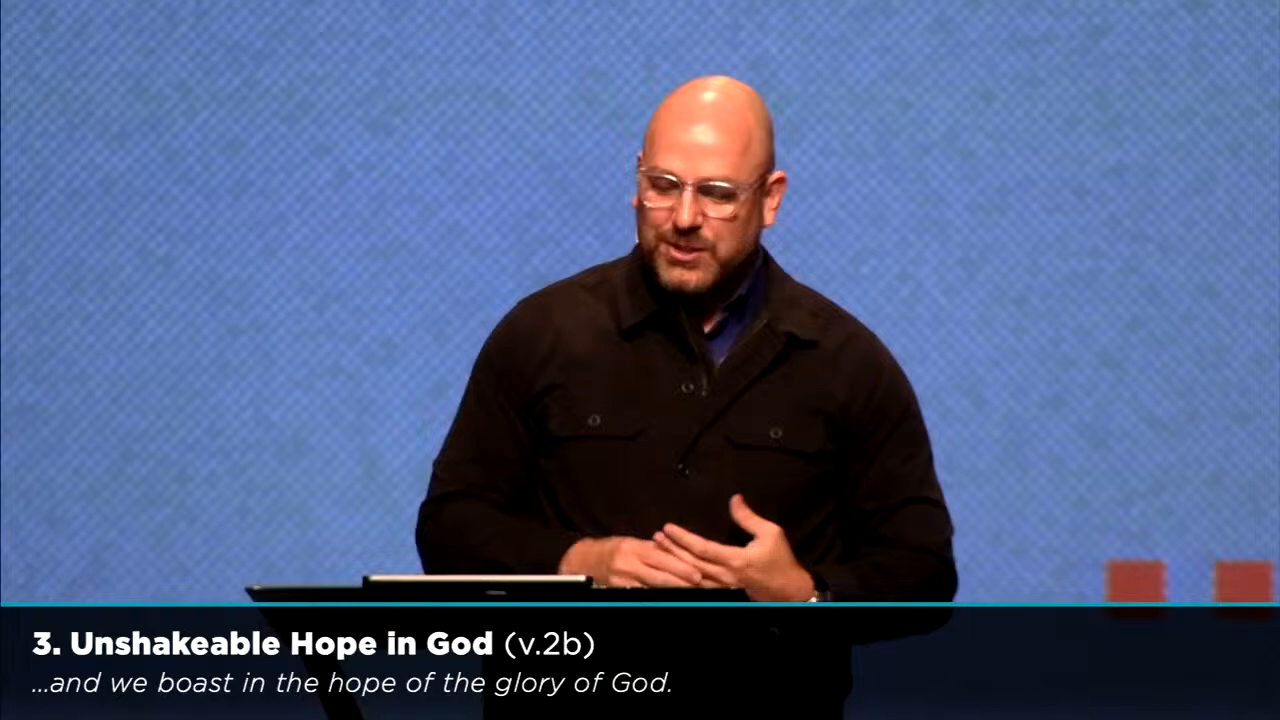 3. Unshakeable Hope in God (v.2b)
...and we boast in the hope of the glory of God.